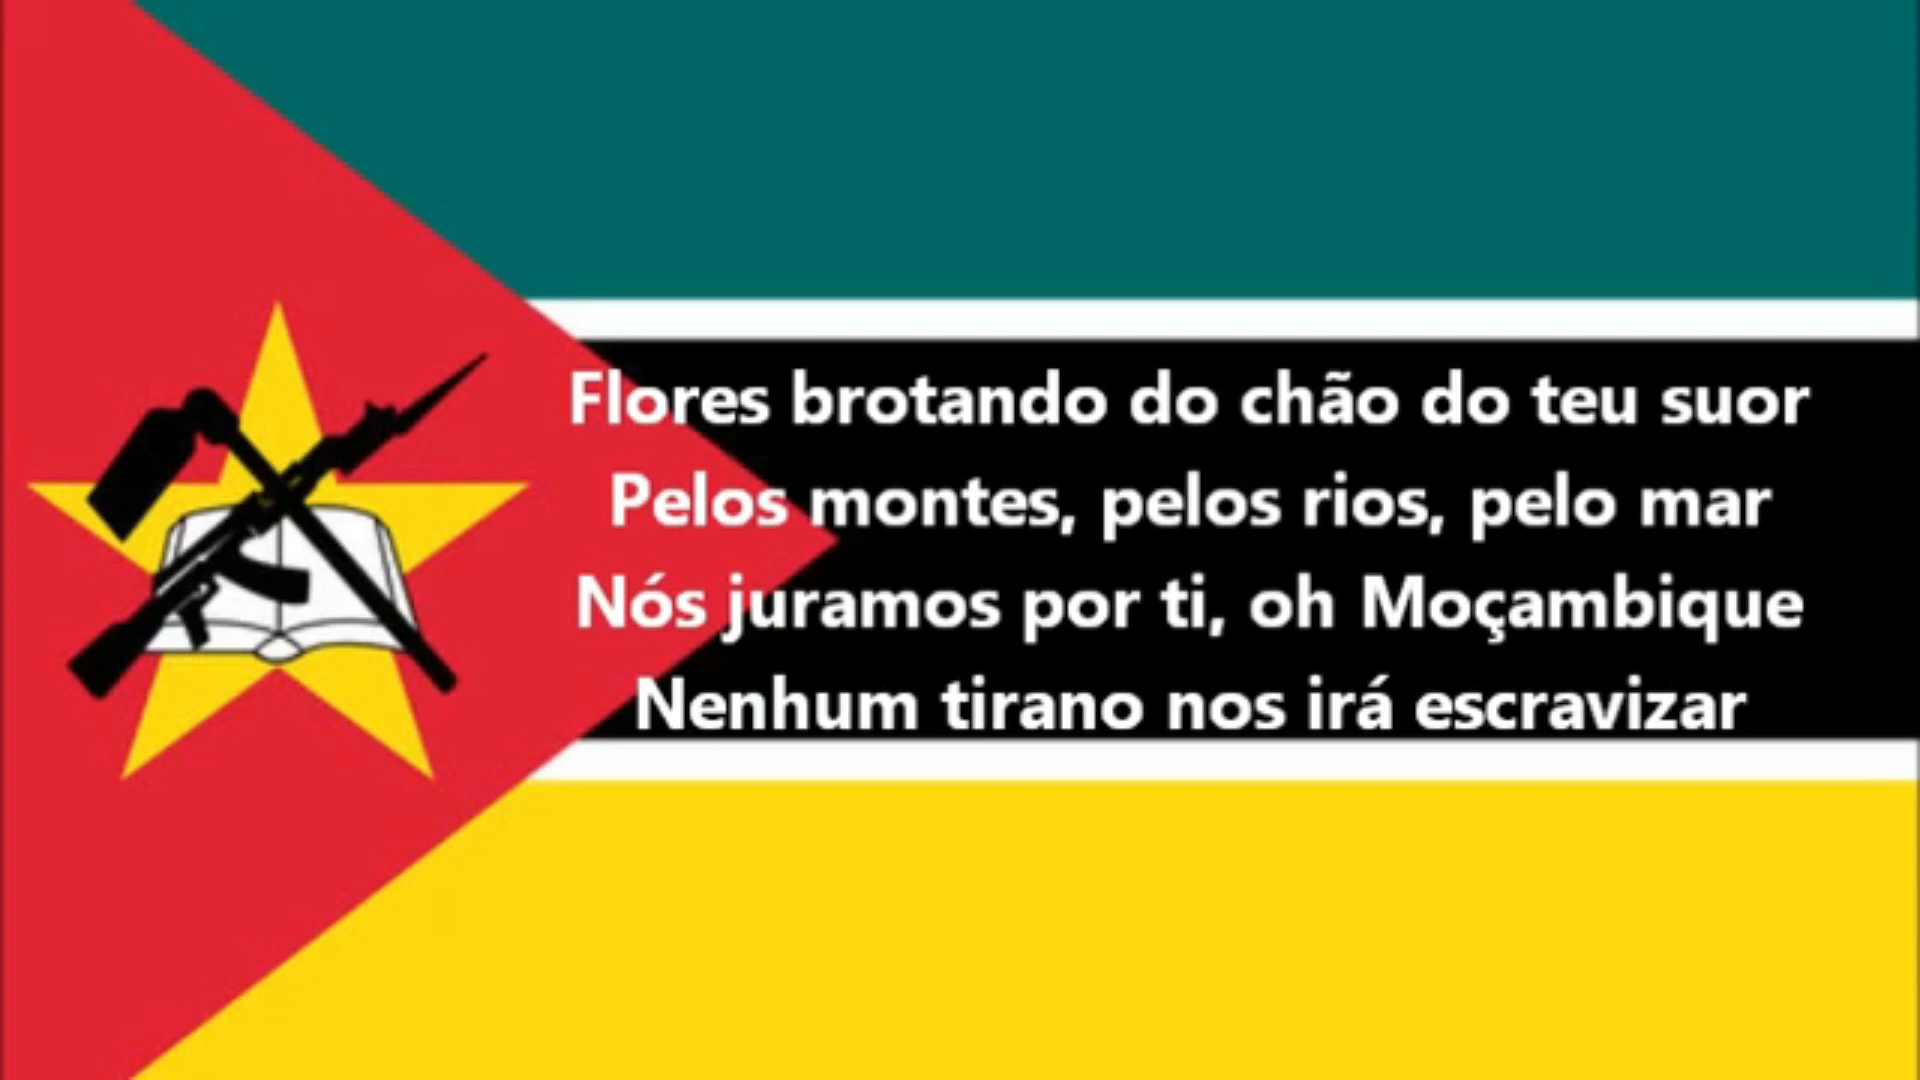 Flores brotando do chão do teu suor
Pelos montes, pelos rios, pelo mar
Nós juramos por ti, oh Moçambique
Nenhum tirano nos irá escravizar